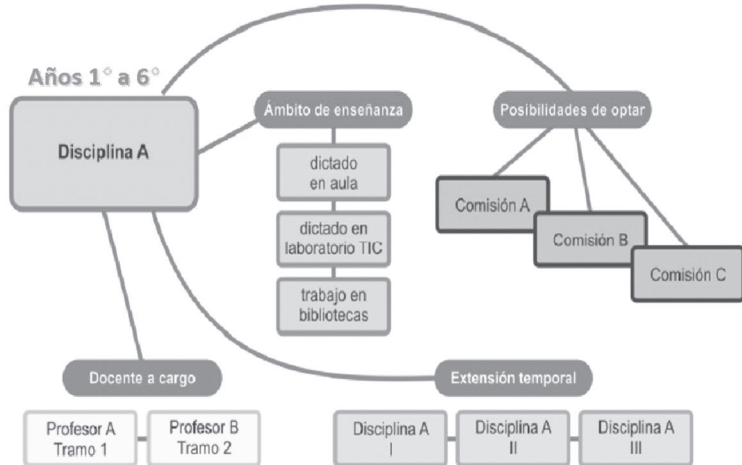 Años 1° a 6°
Disciplina A
Ámbito de enseñanza
dictado
en aula
dictado en
laboratorio TIC
trabajo en
bibliotecas
Posibilidades de optar
Comisión A
Comisión B
Comisión C
Docente a cargo
Profesor A
Tramo 1
Profesor B
Tramo 2
Extensión temporal
Disciplina A
I
Disciplina A
II
Disciplina A
III